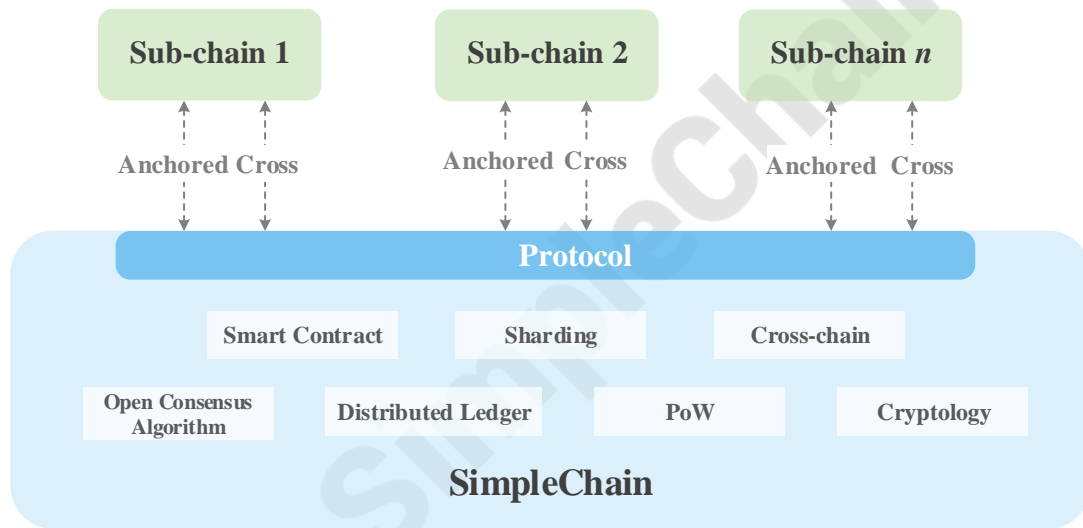 Sub-chain 1
Sub-chain 2
Sub-chain n
Anchored Cross
Anchored Cross
Anchored Cross
Protocol
Smart Contract
Sharding
Cross-chain
Open Consensus
Algorithm
Distributed Ledger
PoW
Cryptology
SimpleChain
SimpleChain